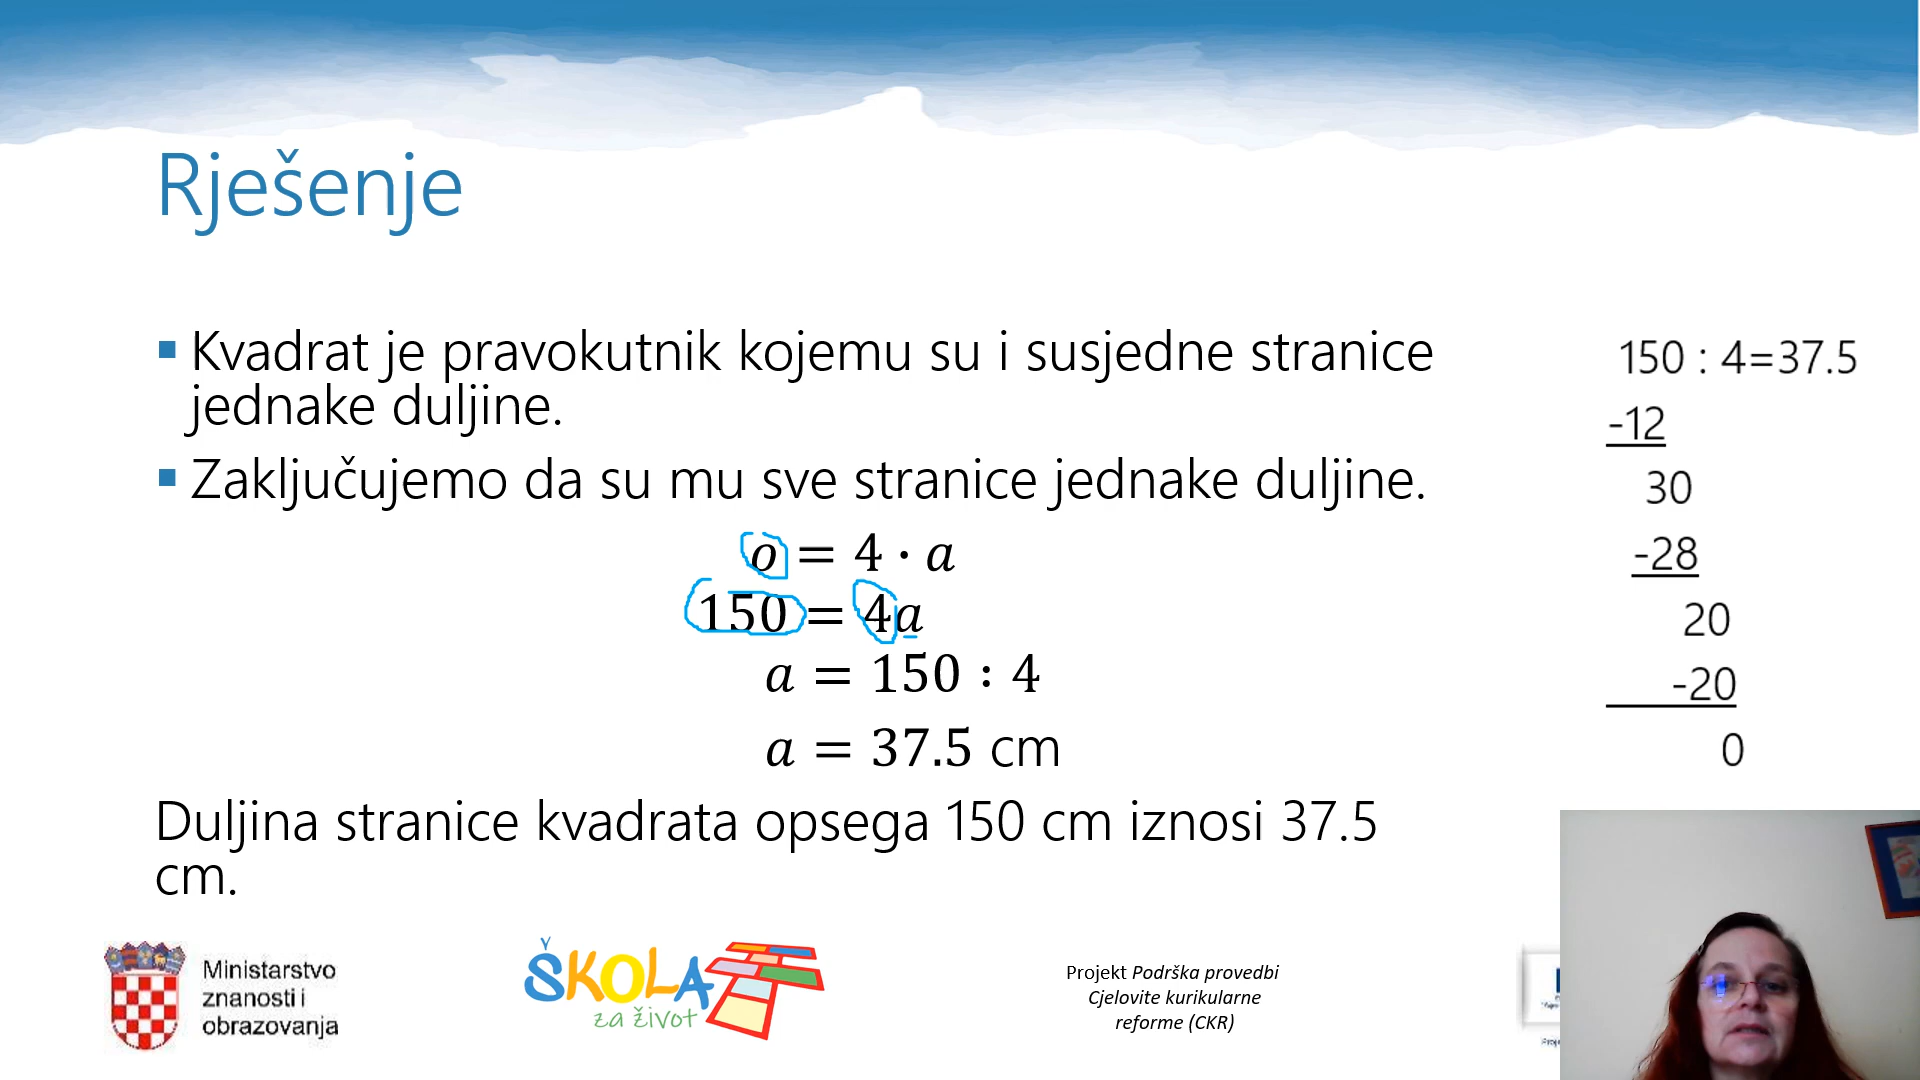 Rješenje
Kvadrat je pravokutnik kojemu su i susjedne stranice
jednake duljine.
Zaključujemo da su mu sve stranice jednake duljine.
o = 4 · a
150 = 4a
a = 150 : 4
a = 37.5 cm
Duljina stranice kvadrata opsega 150 cm iznosi 37.5
cm.
150 : 4=37.5
-12
30
-28
20
-20
0
Ministarstvo
znanosti i
obrazovanja
ŠKOLA
za život
Projekt Podrška provedbi
Cjelovite kurikularne
reforme (CKR)